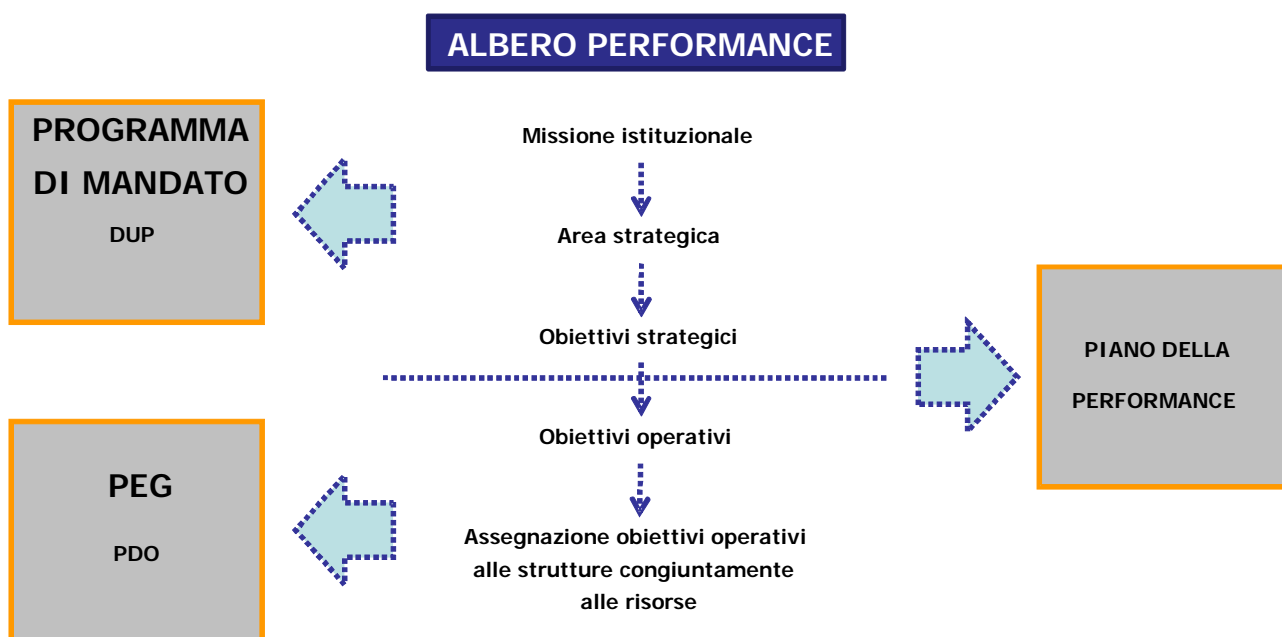 ALBERO PERFORMANCE
PROGRAMMA
DI MANDATO
DUP
Missione istituzionale
Area strategica
Obiettivi strategici
PIANO DELLA
PERFORMANCE
Obiettivi operativi
PEG
PDO
Assegnazione obiettivi operativi
alle strutture congiuntamente
alle risorse